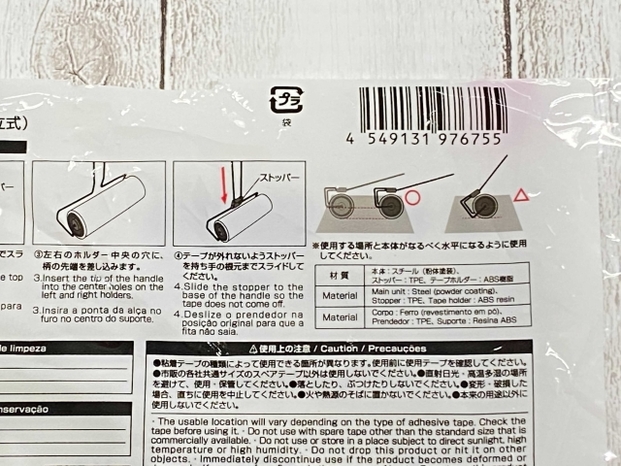 プラ
袋
4 549131 976755
立式)
ストッパー
③左右のホルダー中央の穴に、
柄の先端を差し込みます。
3.Insert the tip of the handle
into the center holes on the
left and right holders.
3.Insira a ponta da alça no
furo no centro do suporte.
④テープが外れないようストッパー
を持ち手の根元までスライドして
ください。
4.Slide the stopper to the
base of the handle so the
tape does not come off.
4.Deslize o prendedor na
posição original para que a
fita não saia.
※使用する場所と本体がなるべく水平になるように使用
してください。
材質
本体:スチール(粉体塗装)、
ストッパー:TPE、テープホルダー:ABS樹脂
Material
Main unit : Steel (powder coating),
Stopper : TPE, Tape holder : ABS resin
Material
Corpo : Ferro (revestimento em pó),
Prendedor : TPE, Suporte : Resina ABS
de limpeza
nservação
⚠使用上の注意 / Caution / Precauções
●粘着テープの種類によって使用できる箇所が異なります。使用前に使用テープを確認してください。
●市販の各社共通サイズのスペアテープ以外は使用しないでください。●直射日光・高温多湿の場所
を避けて、使用・保管してください。●落としたり、ぶつけたりしないでください。●変形・破損した
場合、直ちに使用を中止してください。●火や熱源のそばに置かないでください。●本来の用途以外に
使用しないでください。
・The usable location will vary depending on the type of adhesive tape. Check the
tape before using it.・Do not use with spare tape other than the standard size that is
commercially available.・Do not use or store in a place subject to direct sunlight, high
temperature or high humidity.・Do not drop this product or hit it on other
objects.・Immediately discontinue use if the product becomes deformed or